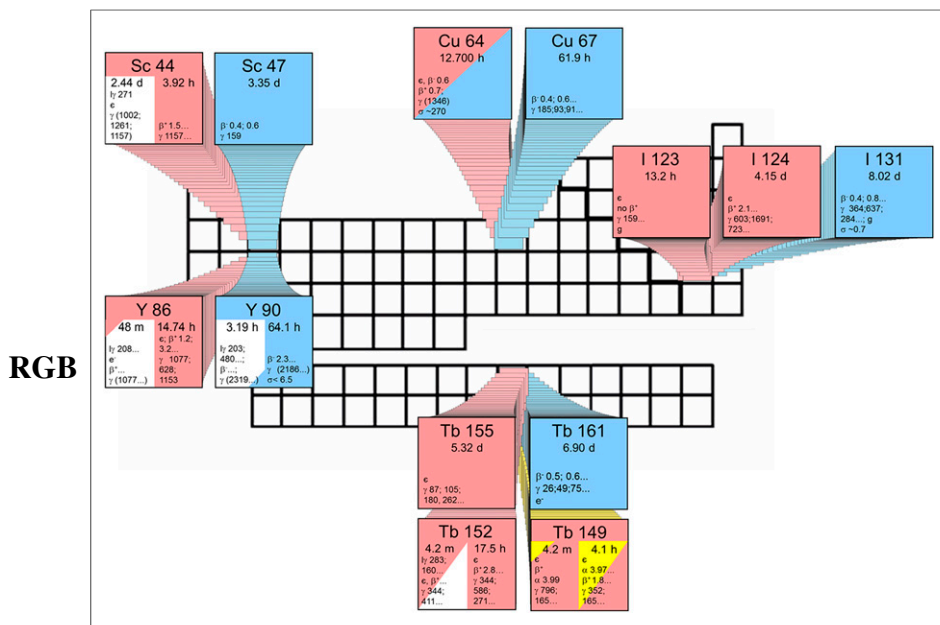 RGB
Sc 44
2.44 d 3.92 h
Iγ 271
ϵ
γ (1002;
1261;
1157)
β⁺ 1.5...
γ 1157...
Sc 47
3.35 d
β⁻ 0.4; 0.6
γ 159
Cu 64
12.700 h
ϵ, β⁻ 0.6
β⁺ 0.7;
γ (1346)
σ ~270
Cu 67
61.9 h
β⁻ 0.4; 0.6...
γ 185;93;91...
I 123
13.2 h
ϵ
no β⁺
γ 159...
g
I 124
4.15 d
ϵ
β⁺ 2.1...
γ 603;1691;
723...
I 131
8.02 d
β⁻ 0.4; 0.8...
γ 364;637;
284...; g
σ ~0.7
Y 86
48 m 14.74 h
Iγ 208...
e⁻
β⁺...
γ (1077...)
ϵ; β⁺ 1.2;
3.2...
γ 1077;
628;
1153
Y 90
3.19 h 64.1 h
Iγ 203;
480...;
β⁻...;
γ (2319...)
β⁻ 2.3...
γ (2186...)
σ< 6.5
Tb 155
5.32 d
ϵ
γ 87; 105;
180, 262...
Tb 161
6.90 d
β⁻ 0.5; 0.6...
γ 26;49;75...
e⁻
Tb 152
4.2 m 17.5 h
Iγ 283;
160...
ϵ, β⁺...
γ 344;
411...
ϵ
β⁺ 2.8...
γ 344;
586;
271...
Tb 149
4.2 m 4.1 h
ϵ
β⁺
α 3.99
γ 796;
165...
ϵ
α 3.97...
β⁺ 1.8...
γ 352;
165...